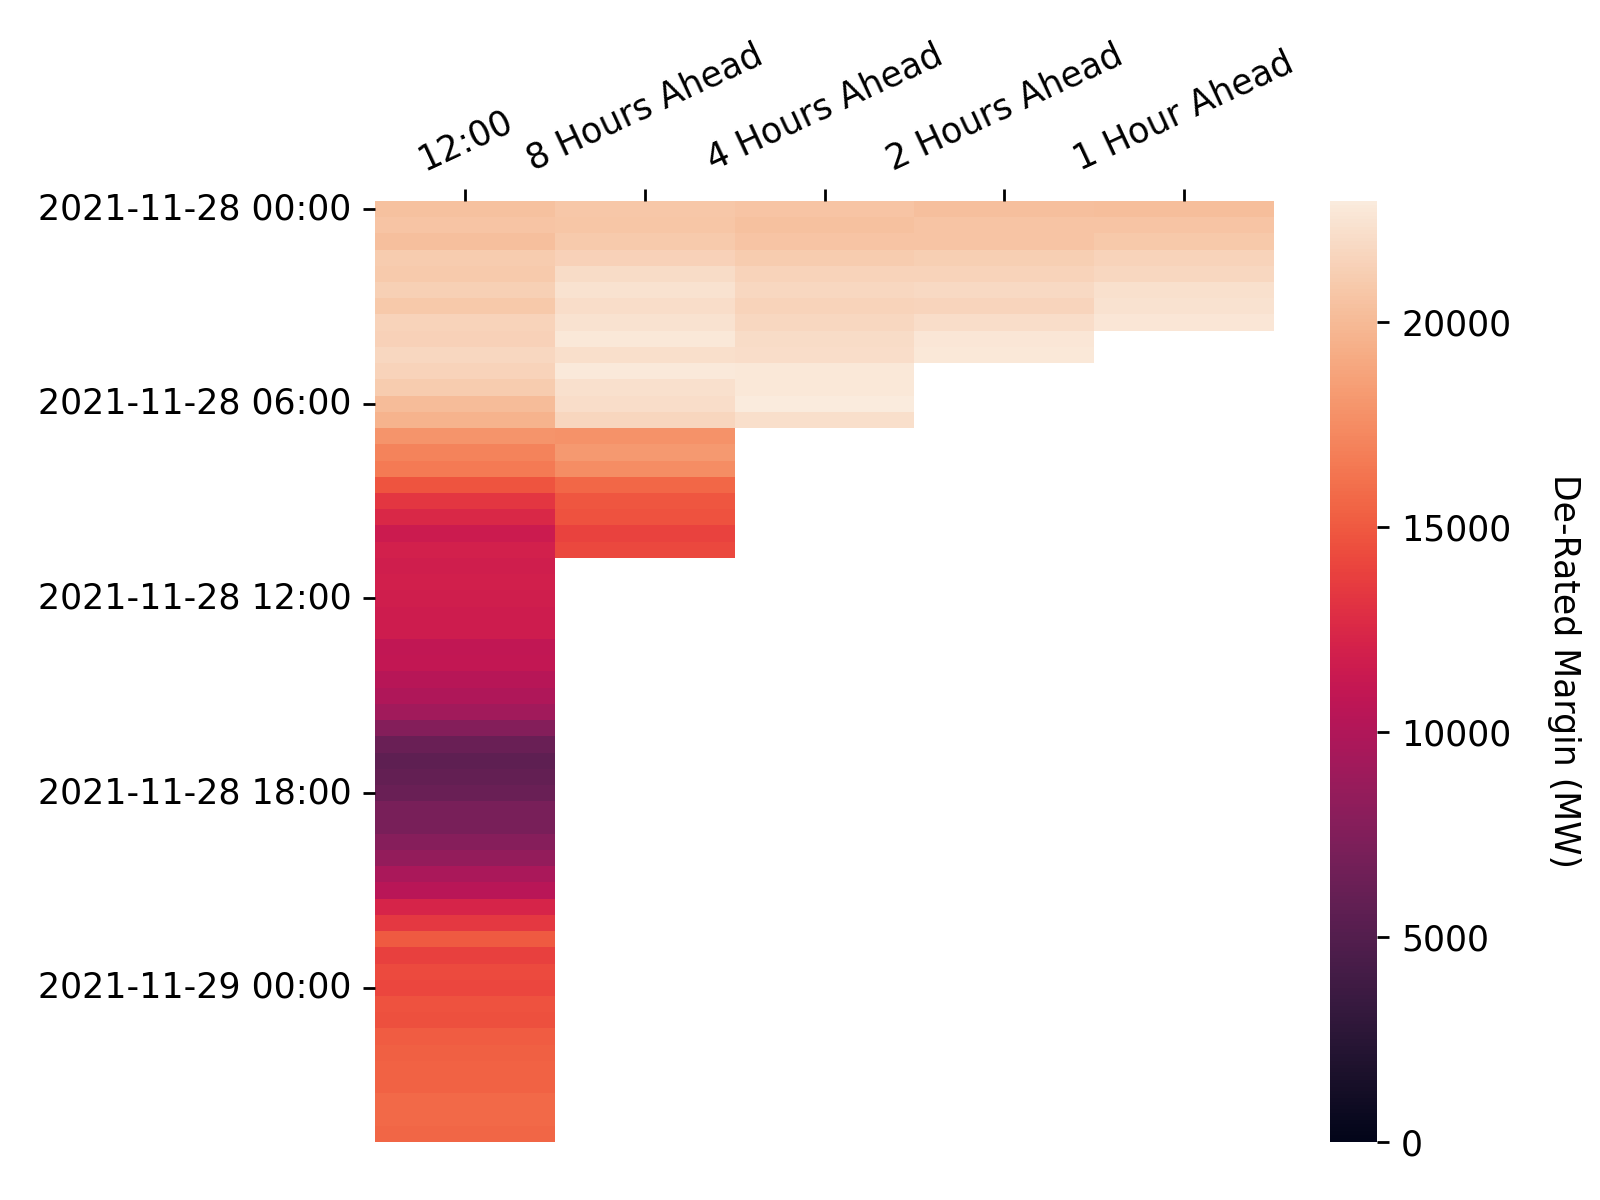 12:00
8 Hours Ahead
4 Hours Ahead
2 Hours Ahead
1 Hour Ahead
2021-11-28 00:00
2021-11-28 06:00
2021-11-28 12:00
2021-11-28 18:00
2021-11-29 00:00
20000
15000
10000
5000
0
De-Rated Margin (MW)